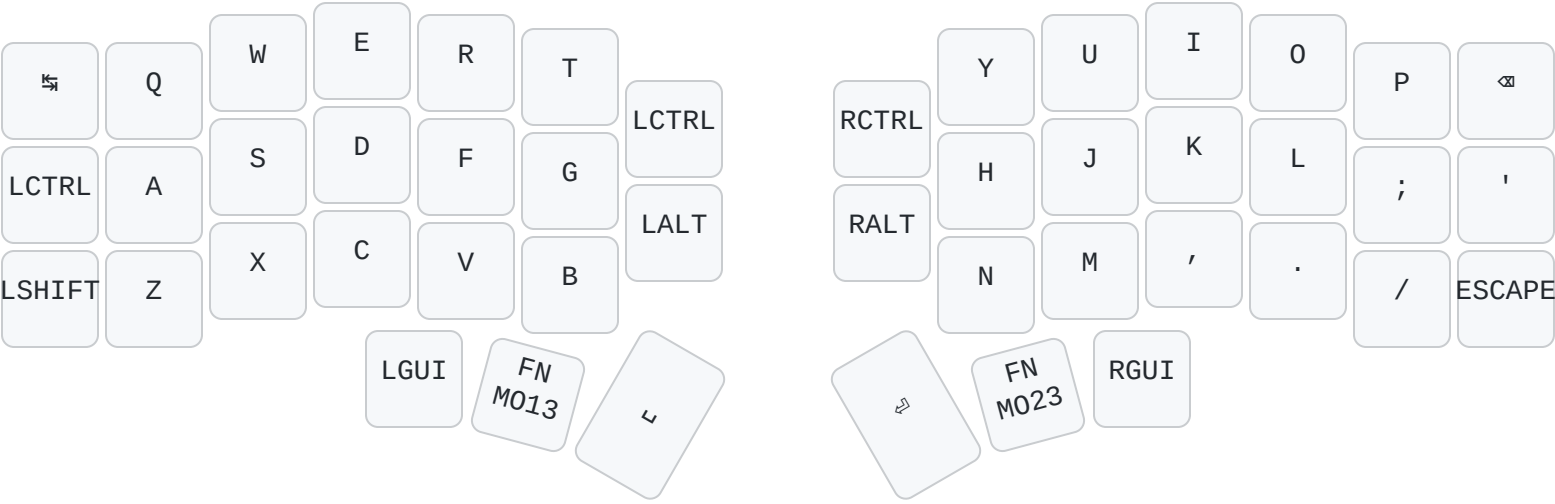 ↹ Q W E R T LCTRL RCTRL Y U I O P ⌫
LCTRL A S D F G LALT RALT H J K L ; '
LSHIFT Z X C V B N M , . / ESCAPE
LGUI FN ␣ ⏎ FN RGUI
MO13 MO23